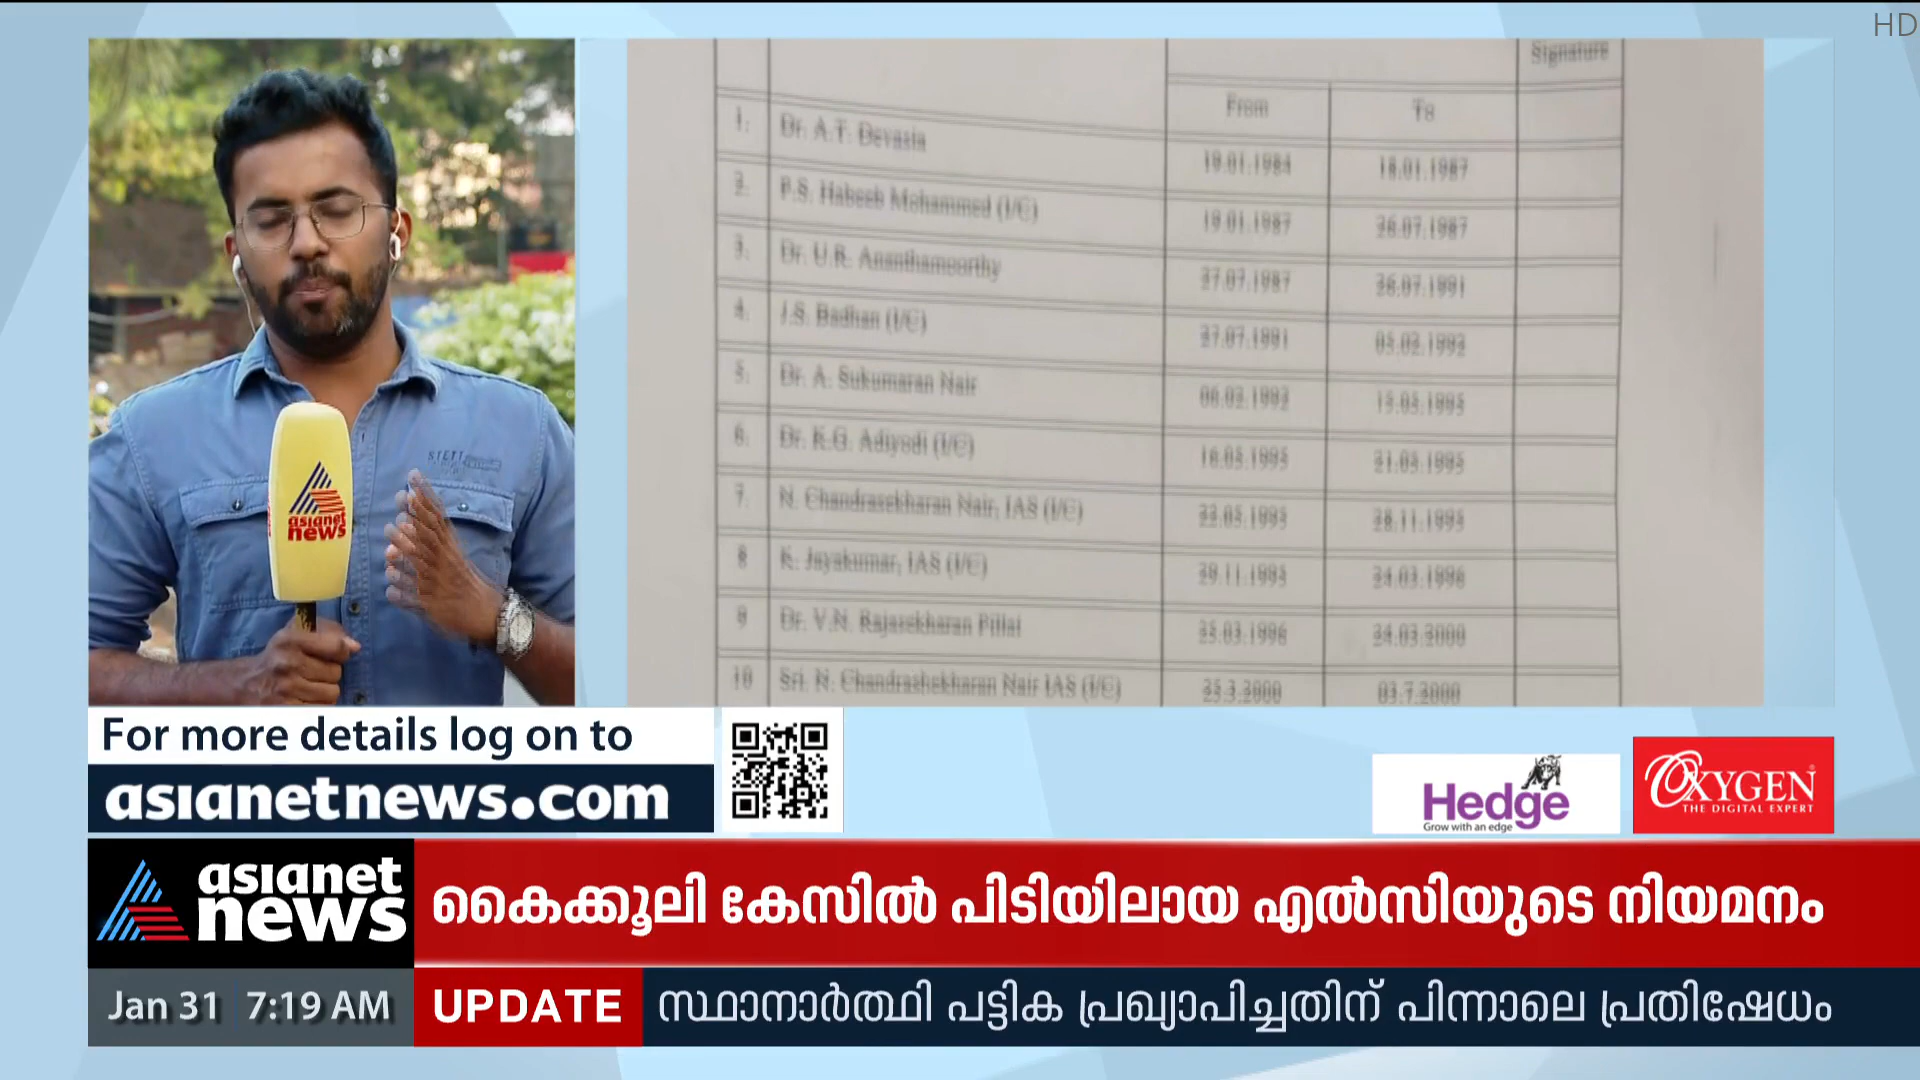 HD
Signature
From To
1. Dr. A.T. Devasia 19.01.1984 18.01.1987
2. P.S. Habeeb Mohammed (I/C) 19.01.1987 26.07.1987
3. Dr. U.R. Ananthamoorthy 27.07.1987 26.07.1991
4. J.S. Badhan (I/C) 27.07.1991 05.02.1992
5. Dr. A. Sukumaran Nair 06.02.1992 15.05.1995
6. Dr. K.G. Adiyodi (I/C) 16.05.1995 21.05.1995
7. N. Chandrasekharan Nair, IAS (I/C) 22.05.1995 28.11.1995
8 K. Jayakumar, IAS (I/C) 29.11.1995 24.03.1996
9 Dr. V.N. Rajasekharan Pillai 25.03.1996 24.03.2000
10 Sri. N. Chandrashekharan Nair IAS (I/C) 25.3.2000 03.7.2000
asianet
news
For more details log on to
asianetnews.com
Hedge
Grow with an edge
OXYGEN
THE DIGITAL EXPERT
asianet
news
കൈക്കൂലി കേസിൽ പിടിയിലായ എൽസിയുടെ നിയമനം
Jan 31 7:19 AM
UPDATE
സ്ഥാനാർത്ഥി പട്ടിക പ്രഖ്യാപിച്ചതിന് പിന്നാലെ പ്രതിഷേധം